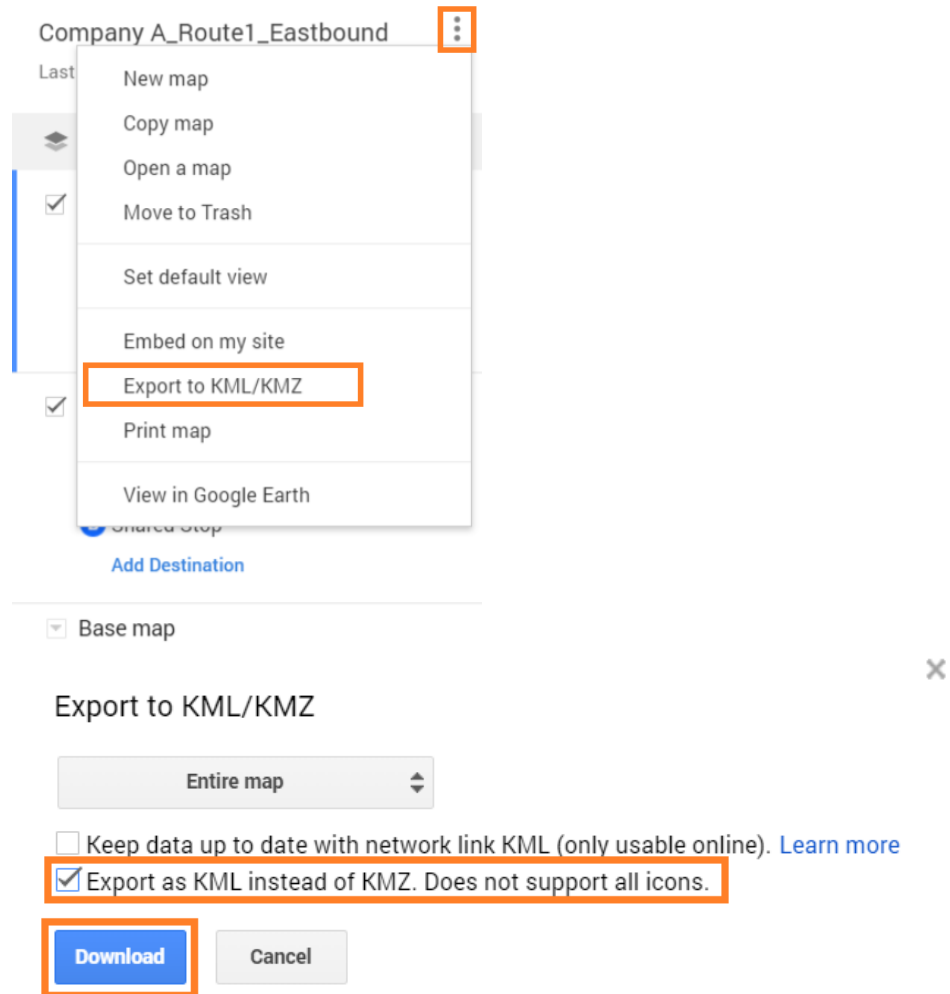 Company A_Route1_Eastbound
Last
New map
Copy map
Open a map
Move to Trash
Set default view
Embed on my site
Export to KML/KMZ
Print map
View in Google Earth
Shared Stop
Add Destination
Base map
Export to KML/KMZ
Entire map
Keep data up to date with network link KML (only usable online). Learn more
Export as KML instead of KMZ. Does not support all icons.
Download Cancel